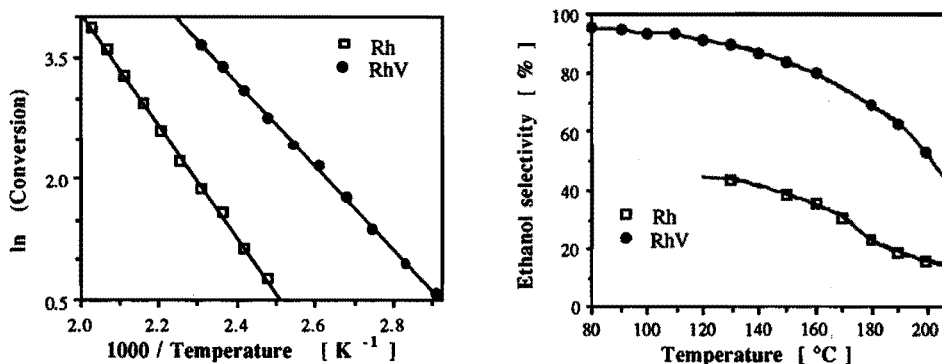 3.5
2.0
0.5
ln (Conversion)
Rh
RhV
2.0 2.2 2.4 2.6 2.8
1000 / Temperature [ K -1 ]
100
80
60
40
20
0
Ethanol selectivity [ % ]
Rh
RhV
80 100 120 140 160 180 200
Temperature [ °C ]